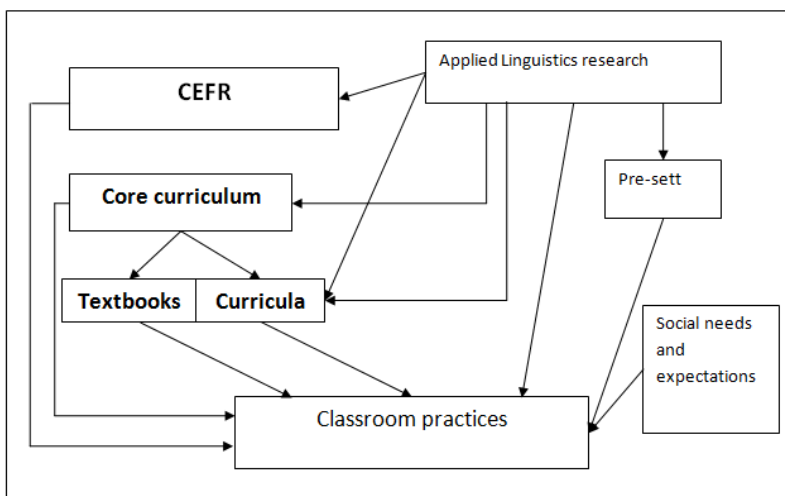 Applied Linguistics research
CEFR
Pre-sett
Core curriculum
Textbooks
Curricula
Social needs
and
expectations
Classroom practices